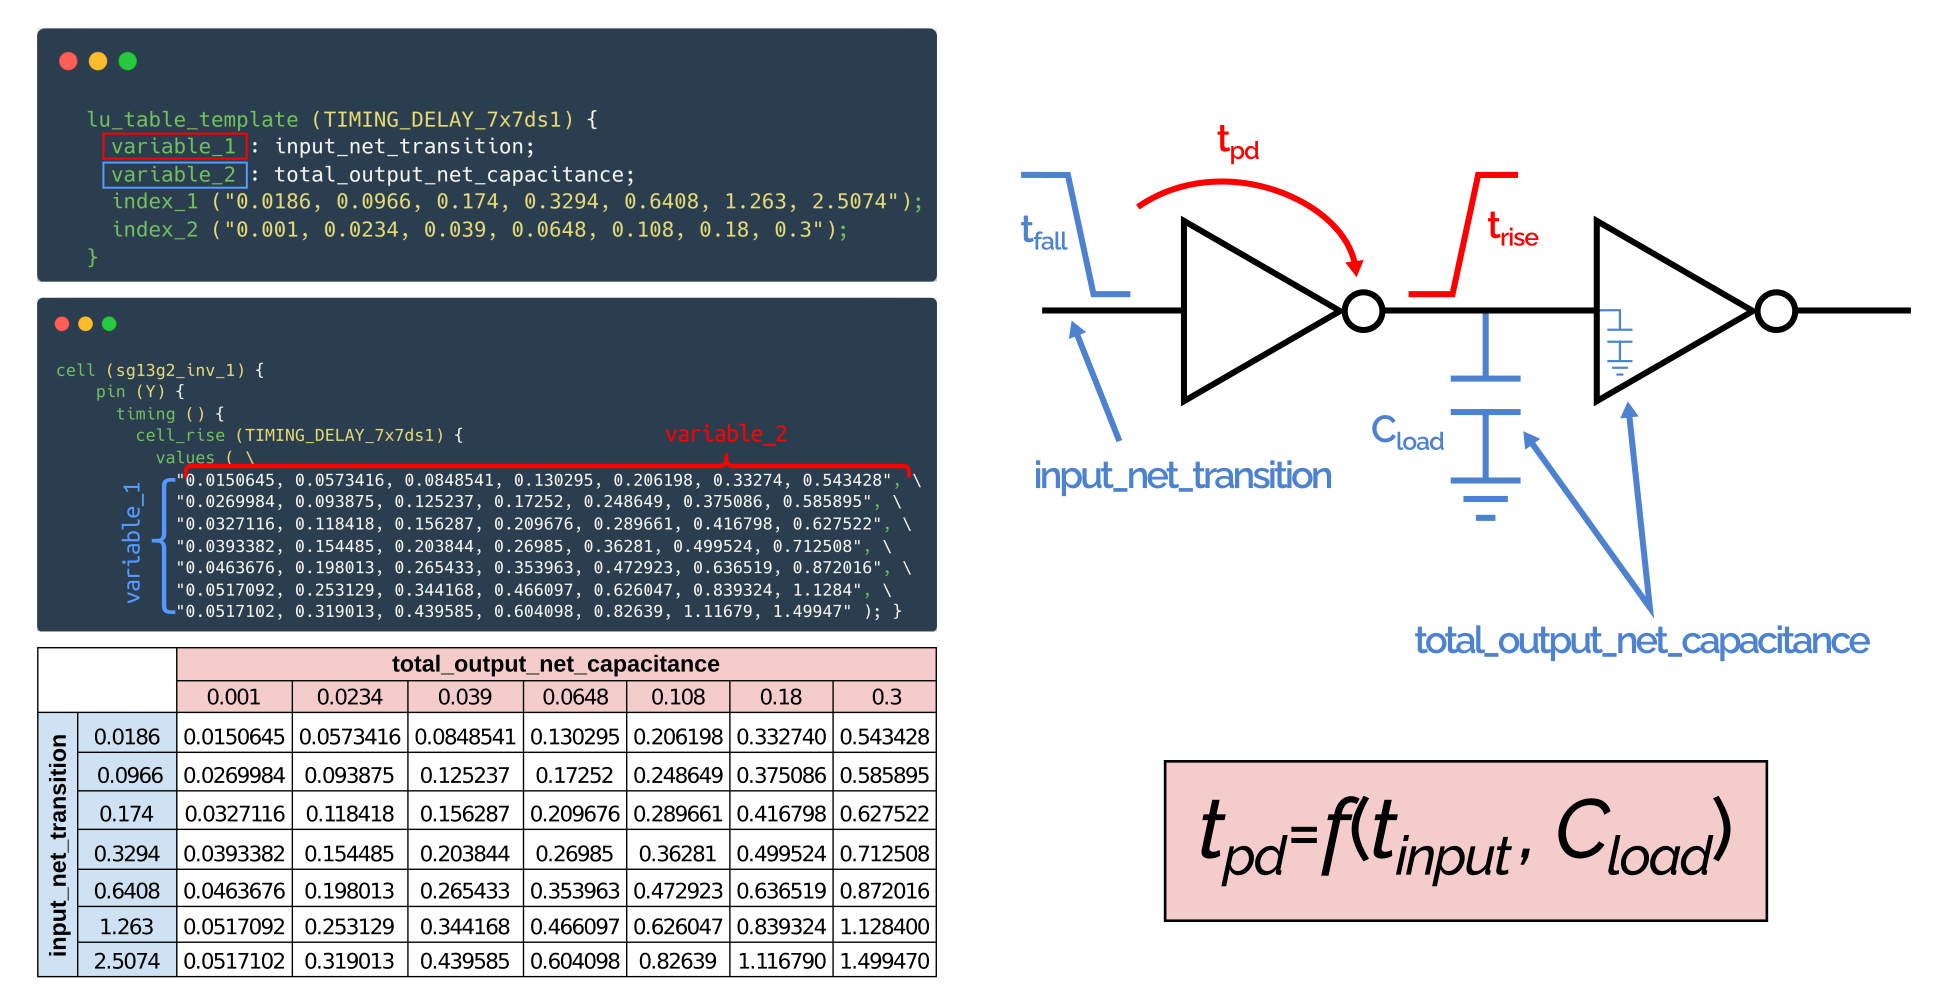 lu_table_template (TIMING_DELAY_7x7ds1) {
variable_1 : input_net_transition;
variable_2 : total_output_net_capacitance;
index_1 ("0.0186, 0.0966, 0.174, 0.3294, 0.6408, 1.263, 2.5074");
index_2 ("0.001, 0.0234, 0.039, 0.0648, 0.108, 0.18, 0.3");
}
cell (sg13g2_inv_1) {
pin (Y) {
timing () {
cell_rise (TIMING_DELAY_7x7ds1) {
variable_2
values ( \
variable_1
"0.0150645, 0.0573416, 0.0848541, 0.130295, 0.206198, 0.33274, 0.543428", \
"0.0269984, 0.093875, 0.125237, 0.17252, 0.248649, 0.375086, 0.585895", \
"0.0327116, 0.118418, 0.156287, 0.209676, 0.289661, 0.416798, 0.627522", \
"0.0393382, 0.154485, 0.203844, 0.26985, 0.36281, 0.499524, 0.712508", \
"0.0463676, 0.198013, 0.265433, 0.353963, 0.472923, 0.636519, 0.872016", \
"0.0517092, 0.253129, 0.344168, 0.466097, 0.626047, 0.839324, 1.1284", \
"0.0517102, 0.319013, 0.439585, 0.604098, 0.82639, 1.11679, 1.49947" ); }
total_output_net_capacitance
0.001 0.0234 0.039 0.0648 0.108 0.18 0.3
input_net_transition
0.0186 0.0150645 0.0573416 0.0848541 0.130295 0.206198 0.332740 0.543428
0.0966 0.0269984 0.093875 0.125237 0.17252 0.248649 0.375086 0.585895
0.174 0.0327116 0.118418 0.156287 0.209676 0.289661 0.416798 0.627522
0.3294 0.0393382 0.154485 0.203844 0.26985 0.36281 0.499524 0.712508
0.6408 0.0463676 0.198013 0.265433 0.353963 0.472923 0.636519 0.872016
1.263 0.0517092 0.253129 0.344168 0.466097 0.626047 0.839324 1.128400
2.5074 0.0517102 0.319013 0.439585 0.604098 0.82639 1.116790 1.499470
tpd
tfall
trise
Cload
input_net_transition
total_output_net_capacitance
tpd=f(tinput, Cload)